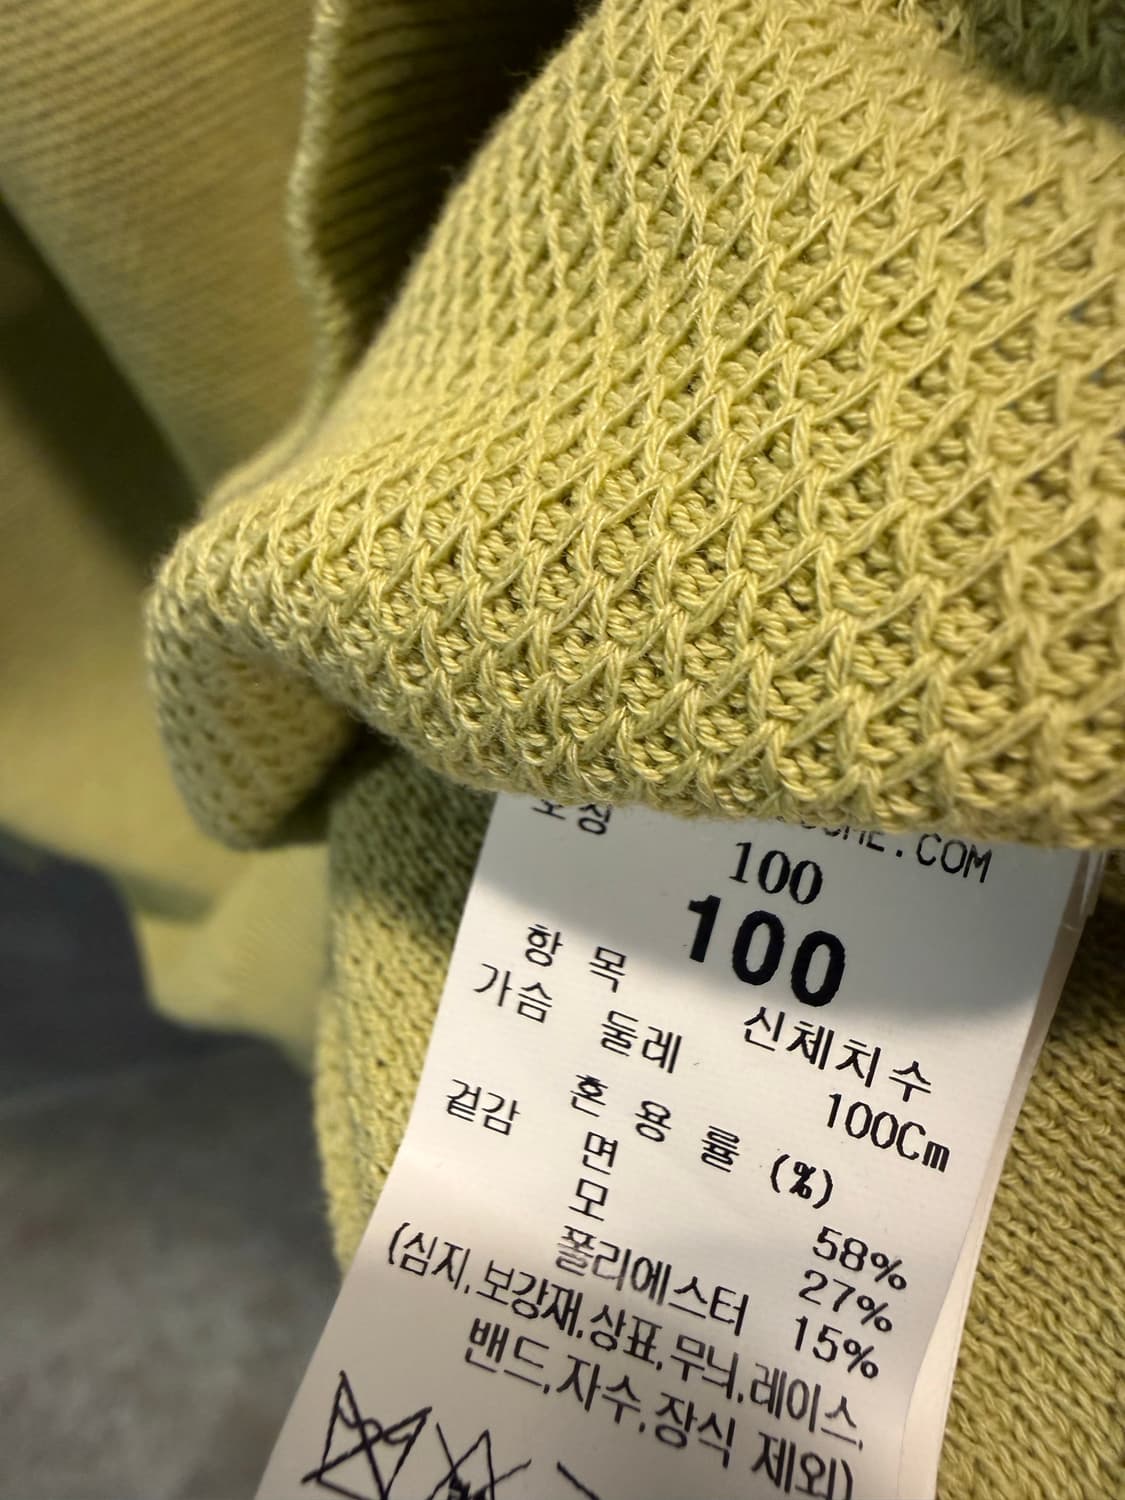 .COM
100
100
항 목 신체치수
가슴 둘레 100Cm
혼 용 률 (%)
겉감 면 58%
모 27%
폴리에스터 15%
(심지,보강재,상표,무늬,레이스,
밴드,자수,장식 제외)